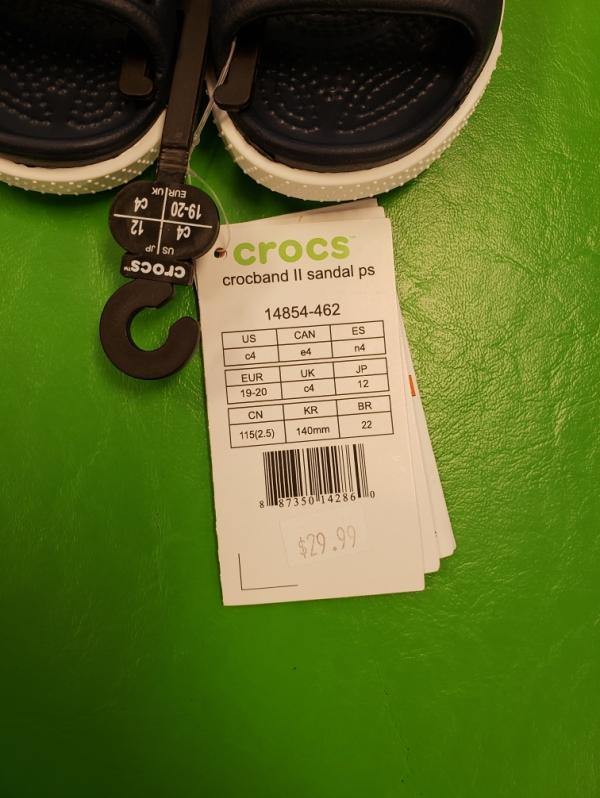 crocs™
crocband II sandal ps
14854-462
US CAN ES
c4 e4 n4
EUR UK JP
19-20 c4 12
CN KR BR
115(2.5) 140mm 22
8 87350 14286 0
$29.99
crocs™
US JP
C4 12
19-20 C4
EUR UK